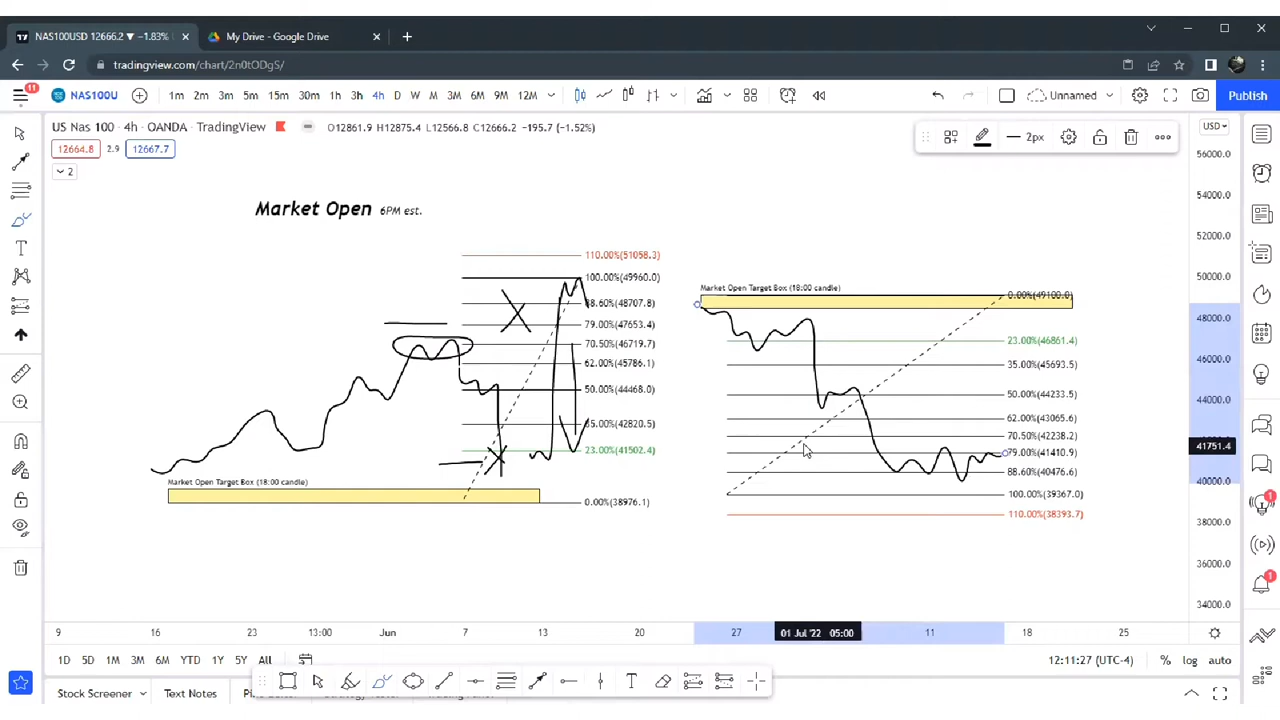 NAS100USD 12666.2 ▼ −1.83%
My Drive - Google Drive
tradingview.com/chart/2n0tODgS/
11
NAS100U
1m 2m 3m 5m 15m 30m 1h 3h 4h D W M 3M 6M 9M 12M
Unnamed
Publish
US Nas 100 · 4h · OANDA · TradingView
O12861.9 H12875.4 L12566.8 C12666.2 −195.7 (−1.52%)
2px
USD
12664.8 2.9 12667.7
2
56000.0
54000.0
52000.0
50000.0
48000.0
46000.0
44000.0
41751.4
40000.0
38000.0
36000.0
34000.0
Market Open 6PM est.
110.00%(51058.3)
100.00%(49960.0)
88.60%(48707.8)
79.00%(47653.4)
70.50%(46719.7)
62.00%(45786.1)
50.00%(44468.0)
35.00%(42820.5)
23.00%(41502.4)
0.00%(38976.1)
Market Open Target Box (18:00 candle)
Market Open Target Box (18:00 candle)
0.00%(49100.0)
23.00%(46861.4)
35.00%(45693.5)
50.00%(44233.5)
62.00%(43065.6)
70.50%(42238.2)
79.00%(41410.9)
88.60%(40476.6)
100.00%(39367.0)
110.00%(38393.7)
1
1
9 16 23 13:00 Jun 7 13 20 27 01 Jul '22 05:00 11 18 25
1D 5D 1M 3M 6M YTD 1Y 5Y All
12:11:27 (UTC-4)
% log auto
Stock Screener
Text Notes